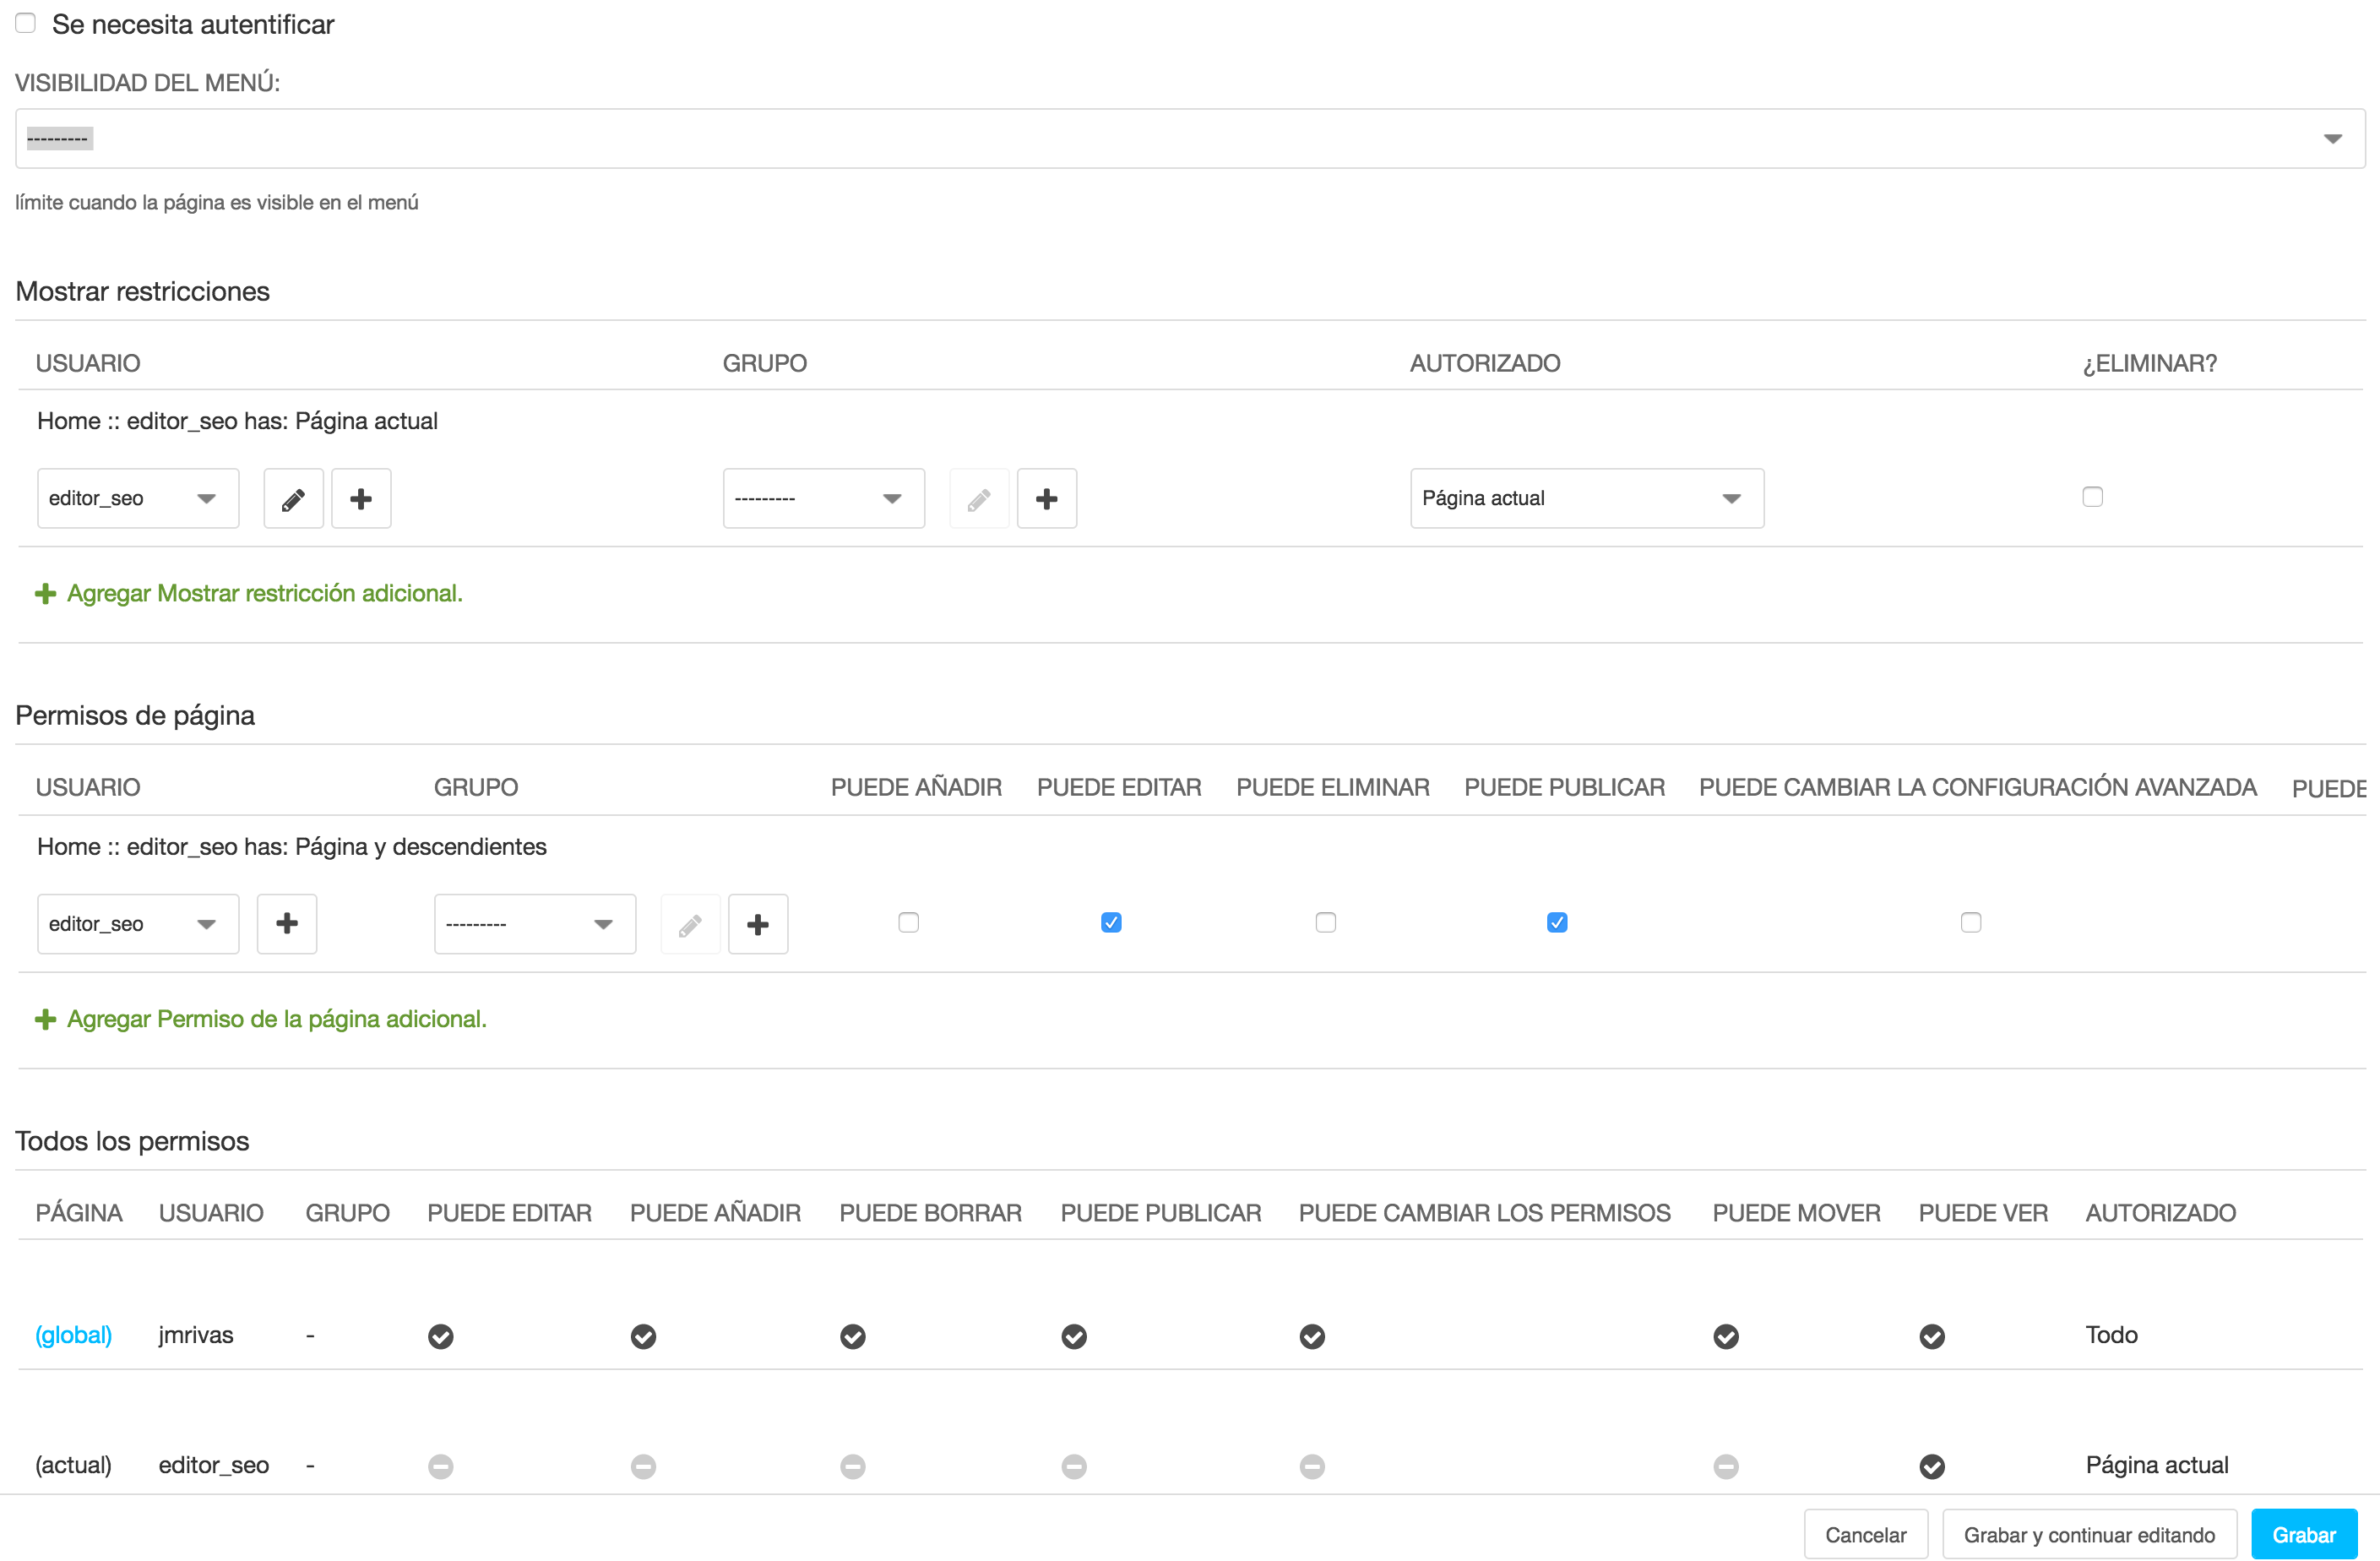 Se necesita autentificar
VISIBILIDAD DEL MENÚ:
---------
límite cuando la página es visible en el menú
Mostrar restricciones
USUARIO GRUPO AUTORIZADO ¿ELIMINAR?
Home :: editor_seo has: Página actual
editor_seo --------- Página actual
Agregar Mostrar restricción adicional.
Permisos de página
USUARIO GRUPO PUEDE AÑADIR PUEDE EDITAR PUEDE ELIMINAR PUEDE PUBLICAR PUEDE CAMBIAR LA CONFIGURACIÓN AVANZADA PUEDE
Home :: editor_seo has: Página y descendientes
editor_seo ---------
Agregar Permiso de la página adicional.
Todos los permisos
PÁGINA USUARIO GRUPO PUEDE EDITAR PUEDE AÑADIR PUEDE BORRAR PUEDE PUBLICAR PUEDE CAMBIAR LOS PERMISOS PUEDE MOVER PUEDE VER AUTORIZADO
(global) jmrivas - Todo
(actual) editor_seo - Página actual
Cancelar Grabar y continuar editando Grabar